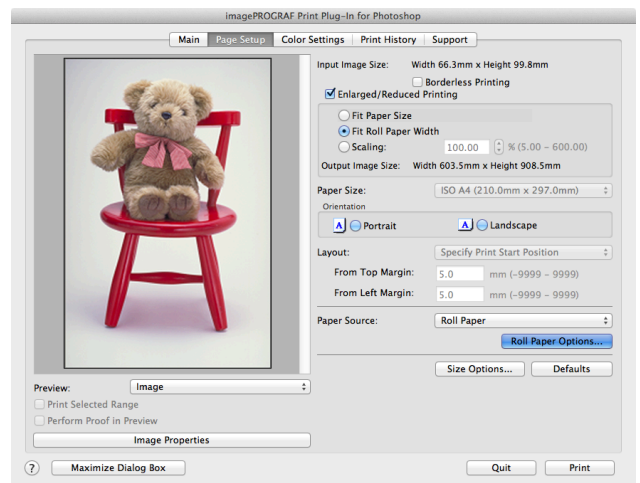 imagePROGRAF Print Plug-In for Photoshop
Main Page Setup Color Settings Print History Support
Input Image Size: Width 66.3mm x Height 99.8mm
Borderless Printing
Enlarged/Reduced Printing
Fit Paper Size
Fit Roll Paper Width
Scaling: 100.00 % (5.00 - 600.00)
Output Image Size: Width 603.5mm x Height 908.5mm
Paper Size: ISO A4 (210.0mm x 297.0mm)
Orientation
A Portrait A Landscape
Layout: Specify Print Start Position
From Top Margin: 5.0 mm (-9999 - 9999)
From Left Margin: 5.0 mm (-9999 - 9999)
Paper Source: Roll Paper
Roll Paper Options...
Size Options... Defaults
Preview: Image
Print Selected Range
Perform Proof in Preview
Image Properties
? Maximize Dialog Box Quit Print